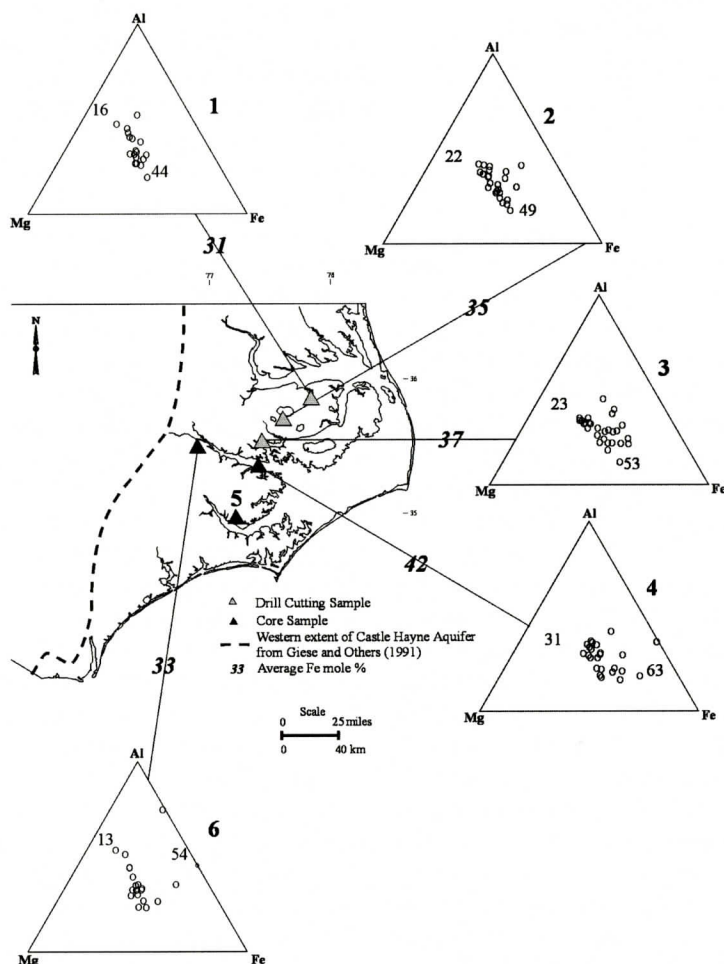 Al
16
1
44
Mg
Fe
31
Al
22
2
49
Mg
Fe
35
77
76
N
36
Al
23
3
53
Mg
Fe
37
5
35
42
Al
31
4
63
Mg
Fe
Drill Cutting Sample
Core Sample
Western extent of Castle Hayne Aquifer
from Giese and Others (1991)
33 Average Fe mole %
33
Scale
0 25 miles
0 40 km
Al
13
54
6
Mg
Fe